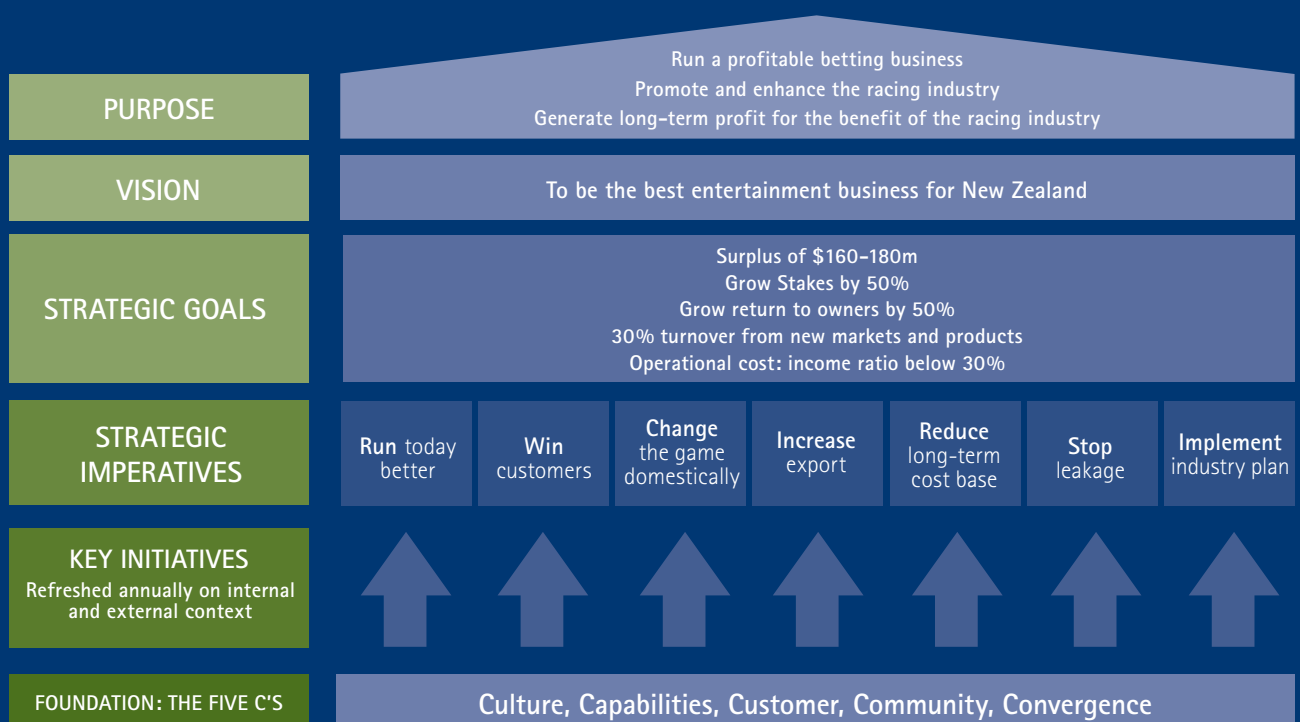 PURPOSE
Run a profitable betting business
Promote and enhance the racing industry
Generate long-term profit for the benefit of the racing industry
VISION
To be the best entertainment business for New Zealand
STRATEGIC GOALS
Surplus of $160-180m
Grow Stakes by 50%
Grow return to owners by 50%
30% turnover from new markets and products
Operational cost: income ratio below 30%
STRATEGIC
IMPERATIVES
Run today
better
Win
customers
Change
the game
domestically
Increase
export
Reduce
long-term
cost base
Stop
leakage
Implement
industry plan
KEY INITIATIVES
Refreshed annually on internal
and external context
FOUNDATION: THE FIVE C'S
Culture, Capabilities, Customer, Community, Convergence